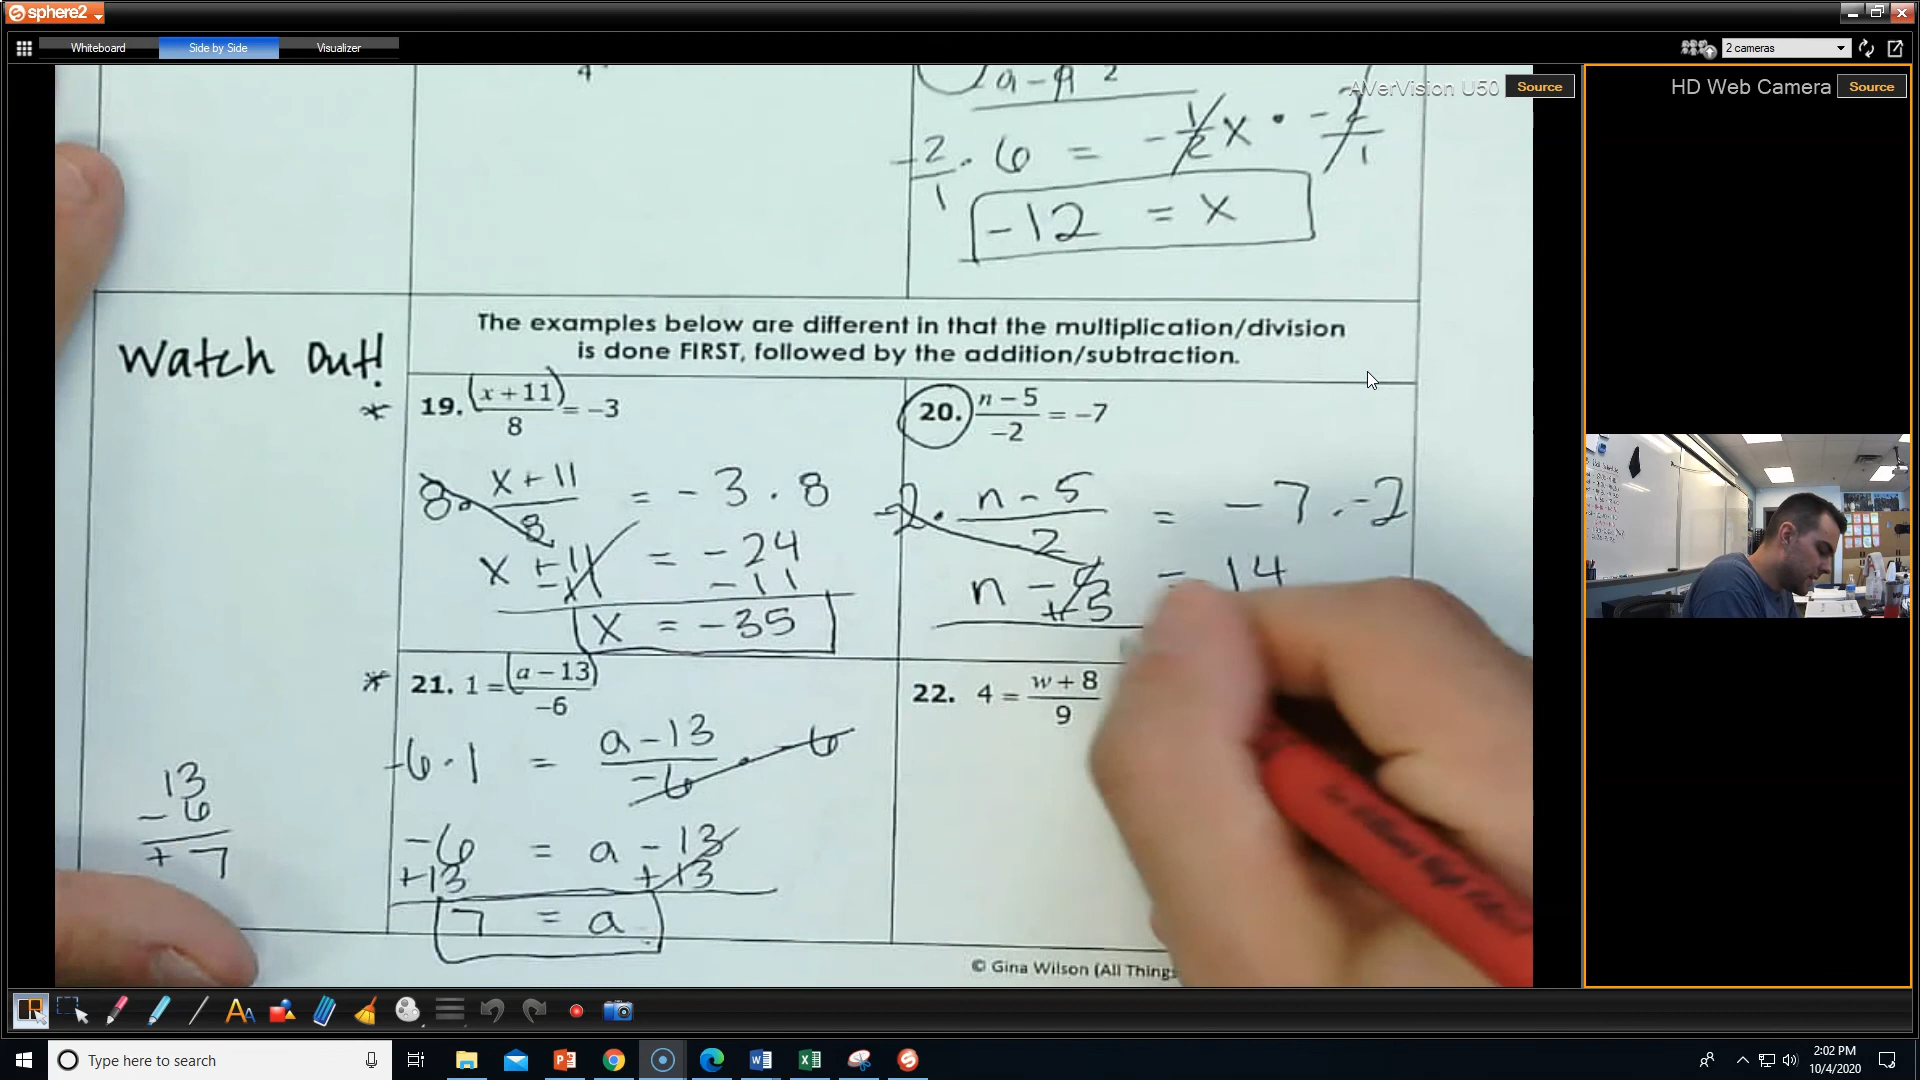 sphere2
Whiteboard
Side by Side
Visualizer
2 cameras
AVerVision U50
Source
HD Web Camera
Source
4
a - 9 2
-2/1 · 6 = -1/2 x · -2/1
-12 = x
Watch Out!
The examples below are different in that the multiplication/division
is done FIRST, followed by the addition/subtraction.
* 19. (x + 11)/8 = -3
8 · x + 11/8 = -3 · 8
x + 11 = -24
-11 -11
x = -35
20. n - 5/-2 = -7
-2 · n - 5/-2 = -7 · -2
n - 5 = 14
+5
* 21. 1 = (a - 13)/-6
-6 · 1 = a - 13/-6 · -6
-6 = a - 13
+13 +13
7 = a
13
- 6
+ 7
22. 4 = w + 8/9
© Gina Wilson (All Things
Type here to search
2:02 PM
10/4/2020